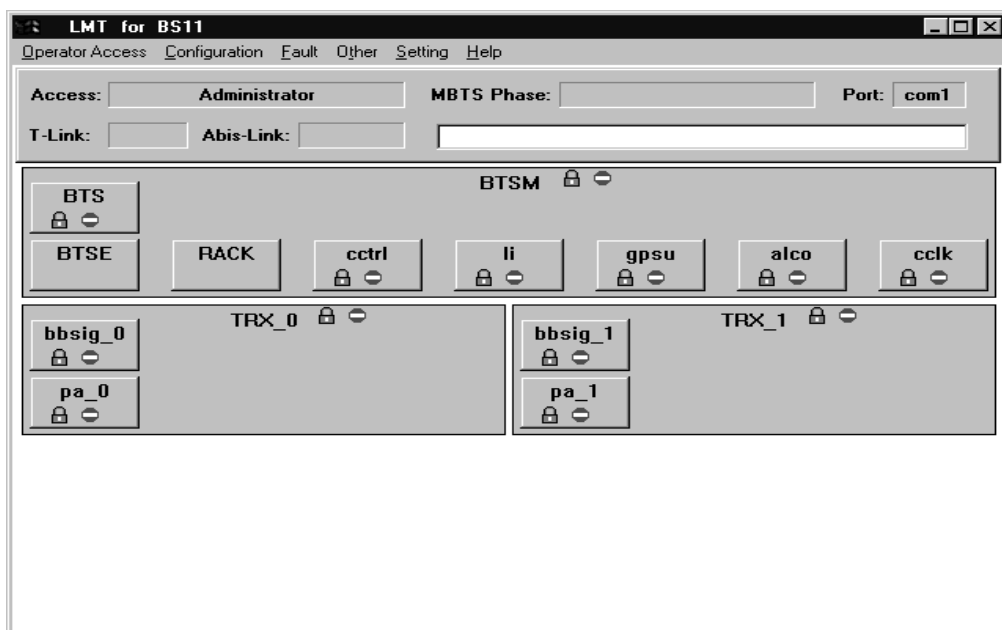 LMT for BS11
Operator Access Configuration Fault Other Setting Help
Access: Administrator MBTS Phase: Port: com1
T-Link: Abis-Link:
BTSM
BTS
BTSE RACK cctrl li gpsu alco cclk
TRX_0 TRX_1
bbsig_0 bbsig_1
pa_0 pa_1